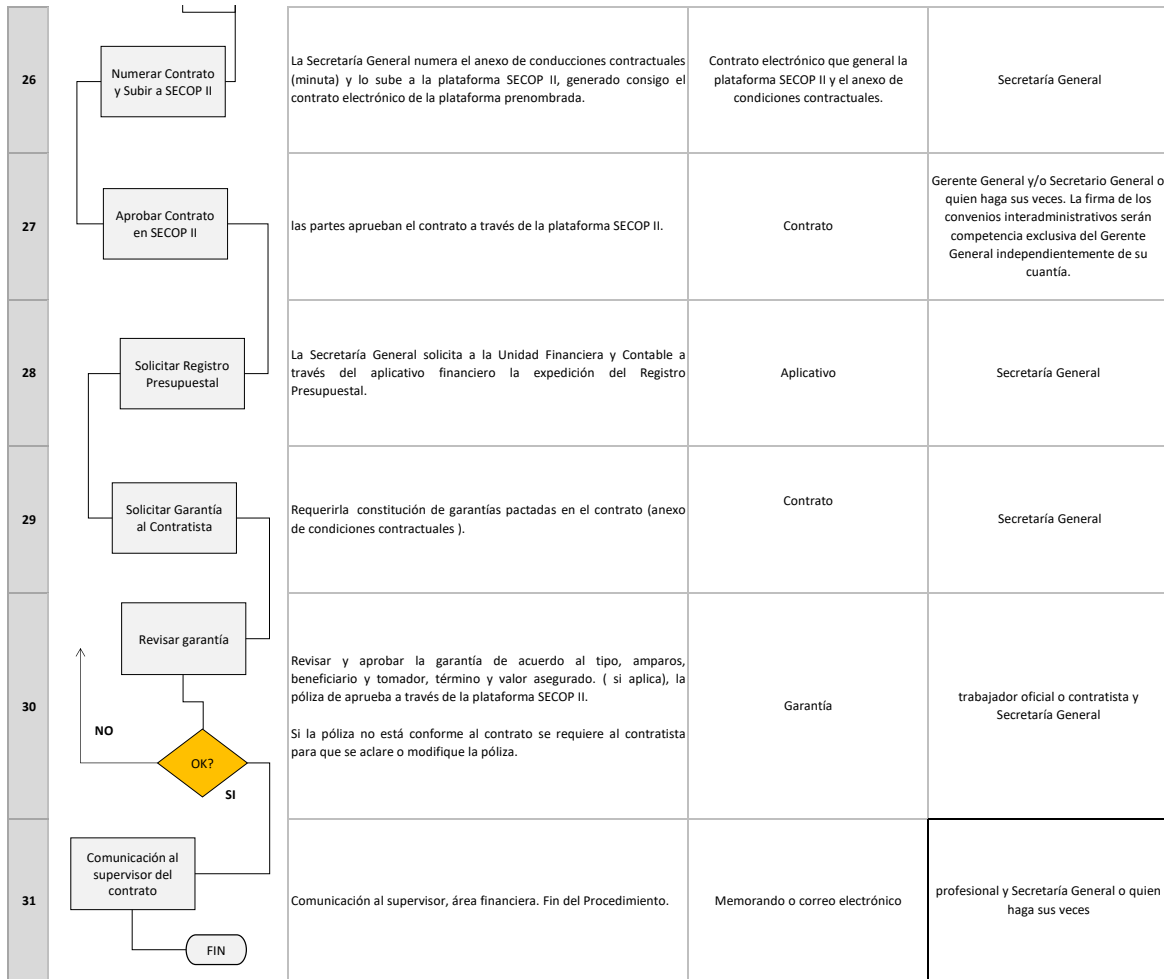 26
Numerar Contrato
y Subir a SECOP II
La Secretaría General numera el anexo de conducciones contractuales
(minuta) y lo sube a la plataforma SECOP II, generado consigo el
contrato electrónico de la plataforma prenombrada.
Contrato electrónico que general la
plataforma SECOP II y el anexo de
condiciones contractuales.
Secretaría General
27
Aprobar Contrato
en SECOP II
las partes aprueban el contrato a través de la plataforma SECOP II.
Contrato
Gerente General y/o Secretario General o
quien haga sus veces. La firma de los
convenios interadministrativos serán
competencia exclusiva del Gerente
General independientemente de su
cuantía.
28
Solicitar Registro
Presupuestal
La Secretaría General solicita a la Unidad Financiera y Contable a
través del aplicativo financiero la expedición del Registro
Presupuestal.
Aplicativo
Secretaría General
29
Solicitar Garantía
al Contratista
Requerirla constitución de garantías pactadas en el contrato (anexo
de condiciones contractuales ).
Contrato
Secretaría General
30
Revisar garantía
NO
OK?
SI
Revisar y aprobar la garantía de acuerdo al tipo, amparos,
beneficiario y tomador, término y valor asegurado. ( si aplica), la
póliza de aprueba a través de la plataforma SECOP II.
Si la póliza no está conforme al contrato se requiere al contratista
para que se aclare o modifique la póliza.
Garantía
trabajador oficial o contratista y
Secretaría General
31
Comunicación al
supervisor del
contrato
FIN
Comunicación al supervisor, área financiera. Fin del Procedimiento.
Memorando o correo electrónico
profesional y Secretaría General o quien
haga sus veces